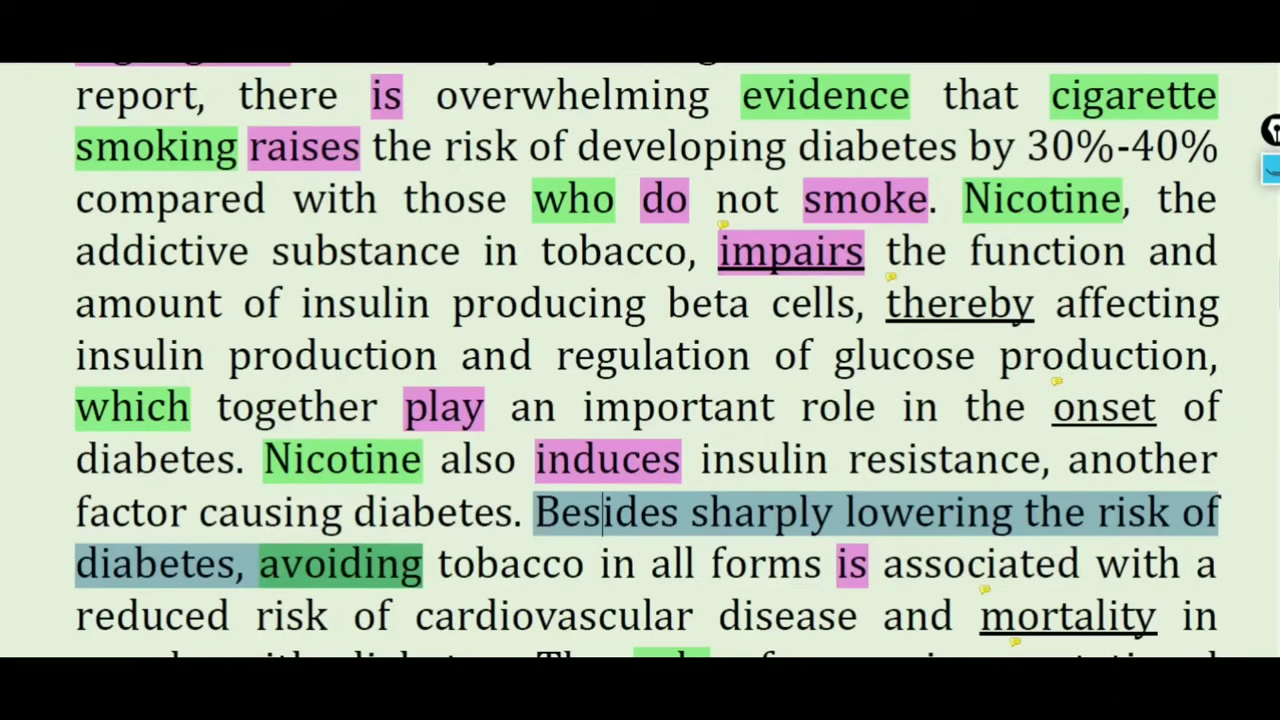 report, there is overwhelming evidence that cigarette
smoking raises the risk of developing diabetes by 30%-40%
compared with those who do not smoke. Nicotine, the
addictive substance in tobacco, impairs the function and
amount of insulin producing beta cells, thereby affecting
insulin production and regulation of glucose production,
which together play an important role in the onset of
diabetes. Nicotine also induces insulin resistance, another
factor causing diabetes. Besides sharply lowering the risk of
diabetes, avoiding tobacco in all forms is associated with a
reduced risk of cardiovascular disease and mortality in